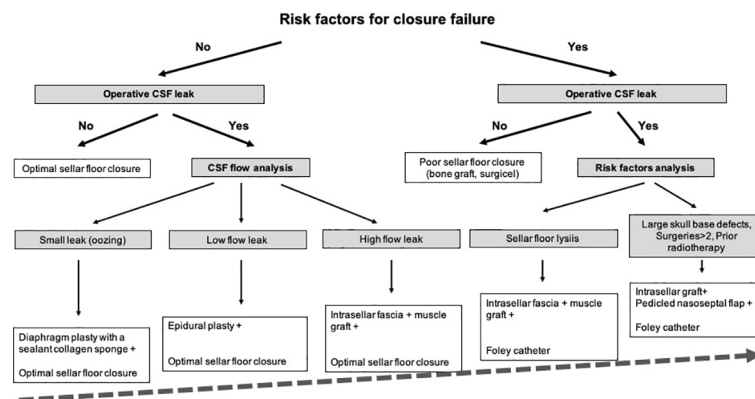 Risk factors for closure failure
No
Yes
Operative CSF leak
Operative CSF leak
No
Yes
No
Yes
Optimal sellar floor closure
CSF flow analysis
Poor sellar floor closure
(bone graft, surgicel)
Risk factors analysis
Small leak (oozing)
Low flow leak
High flow leak
Sellar floor lysiis
Large skull base defects,
Surgeries>2, Prior
radiotherapy
Diaphragm plasty with a
sealant collagen sponge +
Optimal sellar floor closure
Epidural plasty +
Optimal sellar floor closure
Intrasellar fascia + muscle
graft +
Optimal sellar floor closure
Intrasellar fascia + muscle
graft +
Foley catheter
Intrasellar graft+
Pedicled nasoseptal flap +
Foley catheter